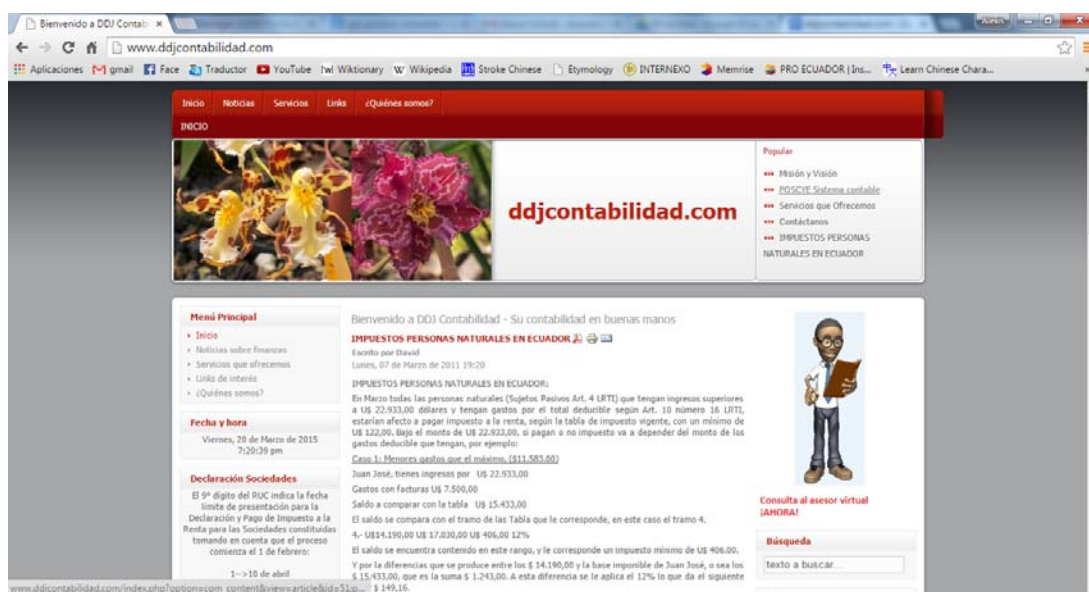 Bienvenido a DDJ Contabi
www.ddjcontabilidad.com
Aplicaciones gmail Face Traductor YouTube Wiktionary Wikipedia Stroke Chinese Etymology INTERNEXO Memrise PRO ECUADOR | Ins... Learn Chinese Chara...
Inicio Noticias Servicios Links ¿Quiénes somos?
INICIO
ddjcontabilidad.com
Popular
Misión y Visión
POSCYE Sistema contable
Servicios que Ofrecemos
Contáctanos
IMPUESTOS PERSONAS
NATURALES EN ECUADOR
Menú Principal
Inicio
Noticias sobre finanzas
Servicios que ofrecemos
Links de interés
¿Quiénes somos?
Fecha y hora
Viernes, 20 de Marzo de 2015
7:20:39 pm
Declaración Sociedades
El 9º dígito del RUC indica la fecha
límite de presentación para la
Declaración y Pago de Impuesto a la
Renta para las Sociedades constituidas
tomando en cuenta que el proceso
comienza el 1 de febrero:
1-->10 de abril
Bienvenido a DDJ Contabilidad - Su contabilidad en buenas manos
IMPUESTOS PERSONAS NATURALES EN ECUADOR
Escrito por David
Lunes, 07 de Marzo de 2011 19:20
IMPUESTOS PERSONAS NATURALES EN ECUADOR:
En Marzo todas las personas naturales (Sujetos Pasivos Art. 4 LRTI) que tengan ingresos superiores
a U$ 22.933,00 dólares y tengan gastos por el total deducible según Art. 10 número 16 LRTI,
estarían afecto a pagar impuesto a la renta, según la tabla de impuesto vigente, con un mínimo de
U$ 122,00. Bajo el monto de U$ 22.933,00, si pagan o no impuesto va a depender del monto de los
gastos deducible que tengan, por ejemplo:
Caso 1: Menores gastos que el máximo. ($11.583.00)
Juan José, tienes ingresos por U$ 22.933,00
Gastos con facturas U$ 7.500,00
Saldo a comparar con la tabla U$ 15.433,00
El saldo se compara con el tramo de las Tabla que le corresponde, en este caso el tramo 4.
4.- U$14.190,00 U$ 17.030,00 U$ 406,00 12%
El saldo se encuentra contenido en este rango, y le corresponde un impuesto mínimo de U$ 406,00.
Y por la diferencias que se produce entre los $ 14.190,00 y la base imponible de Juan José, o sea los
$ 15.433,00, que es la suma $ 1.243,00. A esta diferencia se le aplica el 12% lo que da el siguiente
$ 149,16.
Consulta al asesor virtual
¡AHORA!
Búsqueda
texto a buscar...
www.ddjcontabilidad.com/index.php?option=com_content&view=article&id=51:p...